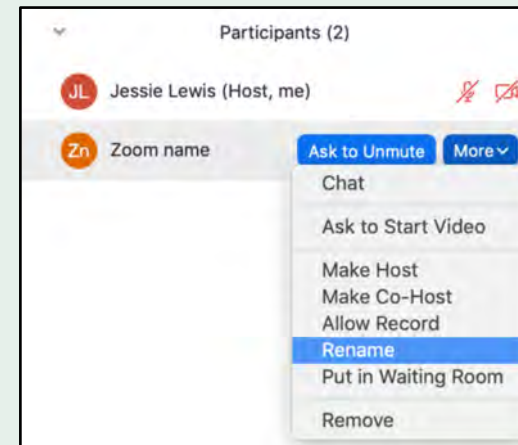 Participants (2)
JL Jessie Lewis (Host, me)
Zn Zoom name Ask to Unmute More
Chat
Ask to Start Video
Make Host
Make Co-Host
Allow Record
Rename
Put in Waiting Room
Remove